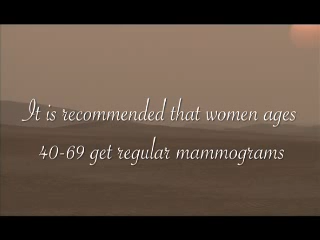 It is recommended that women ages
40-69 get regular mammograms